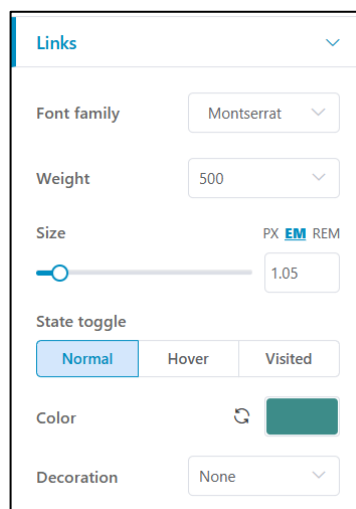 Links
Font family Montserrat
Weight 500
Size PX EM REM
1.05
State toggle
Normal Hover Visited
Color
Decoration None